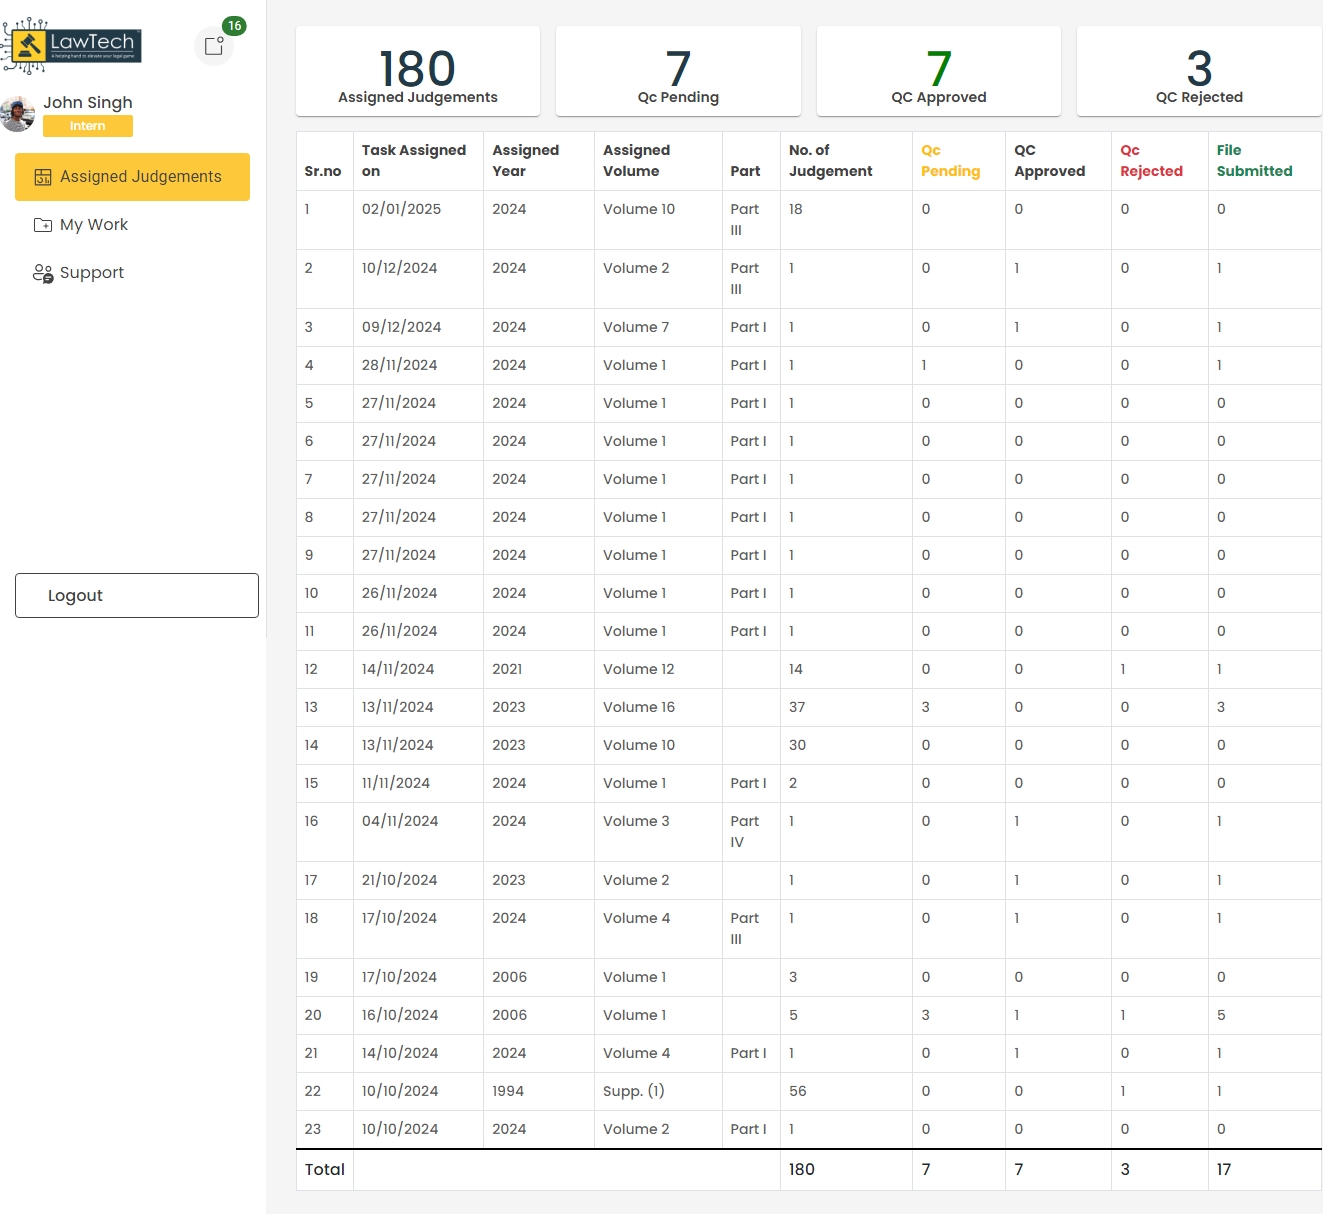 LawTech
A helping hand to elevate your legal game
16
John Singh
Intern
Assigned Judgements
My Work
Support
Logout
180
Assigned Judgements
7
Qc Pending
7
QC Approved
3
QC Rejected
Sr.no Task Assigned on Assigned Year Assigned Volume Part No. of Judgement Qc Pending QC Approved Qc Rejected File Submitted
1 02/01/2025 2024 Volume 10 Part III 18 0 0 0 0
2 10/12/2024 2024 Volume 2 Part III 1 0 1 0 1
3 09/12/2024 2024 Volume 7 Part I 1 0 1 0 1
4 28/11/2024 2024 Volume 1 Part I 1 1 0 0 1
5 27/11/2024 2024 Volume 1 Part I 1 0 0 0 0
6 27/11/2024 2024 Volume 1 Part I 1 0 0 0 0
7 27/11/2024 2024 Volume 1 Part I 1 0 0 0 0
8 27/11/2024 2024 Volume 1 Part I 1 0 0 0 0
9 27/11/2024 2024 Volume 1 Part I 1 0 0 0 0
10 26/11/2024 2024 Volume 1 Part I 1 0 0 0 0
11 26/11/2024 2024 Volume 1 Part I 1 0 0 0 0
12 14/11/2024 2021 Volume 12 14 0 0 1 1
13 13/11/2024 2023 Volume 16 37 3 0 0 3
14 13/11/2024 2023 Volume 10 30 0 0 0 0
15 11/11/2024 2024 Volume 1 Part I 2 0 0 0 0
16 04/11/2024 2024 Volume 3 Part IV 1 0 1 0 1
17 21/10/2024 2023 Volume 2 1 0 1 0 1
18 17/10/2024 2024 Volume 4 Part III 1 0 1 0 1
19 17/10/2024 2006 Volume 1 3 0 0 0 0
20 16/10/2024 2006 Volume 1 5 3 1 1 5
21 14/10/2024 2024 Volume 4 Part I 1 0 1 0 1
22 10/10/2024 1994 Supp. (1) 56 0 0 1 1
23 10/10/2024 2024 Volume 2 Part I 1 0 0 0 0
Total 180 7 7 3 17